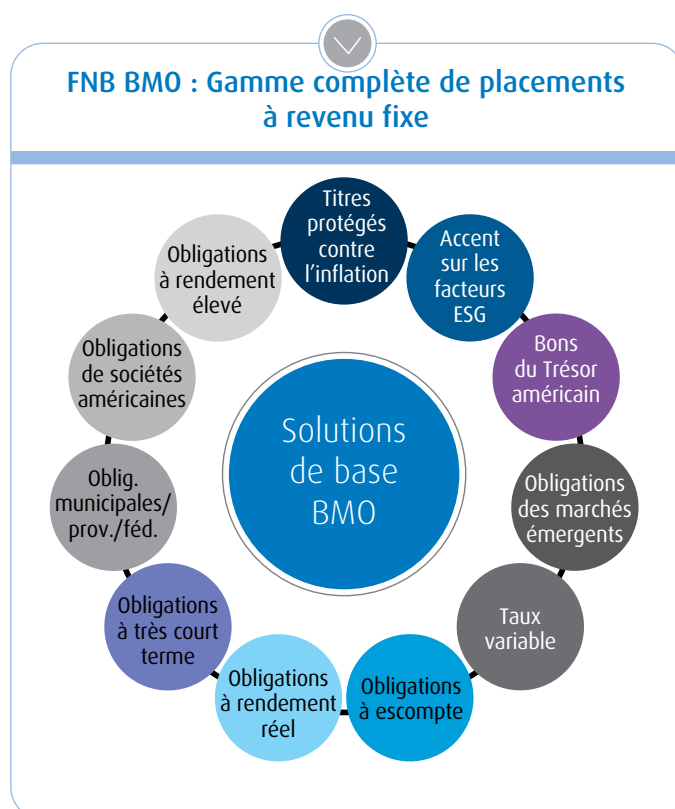 FNB BMO : Gamme complète de placements
à revenu fixe
Titres
protégés
contre
l'inflation
Accent
sur les
facteurs
ESG
Bons
du Trésor
américain
Obligations
des marchés
émergents
Taux
variable
Obligations
à escompte
Obligations
à rendement
réel
Obligations
à très court
terme
Oblig.
municipales/
prov./féd.
Obligations
de sociétés
américaines
Obligations
à rendement
élevé
Solutions
de base
BMO